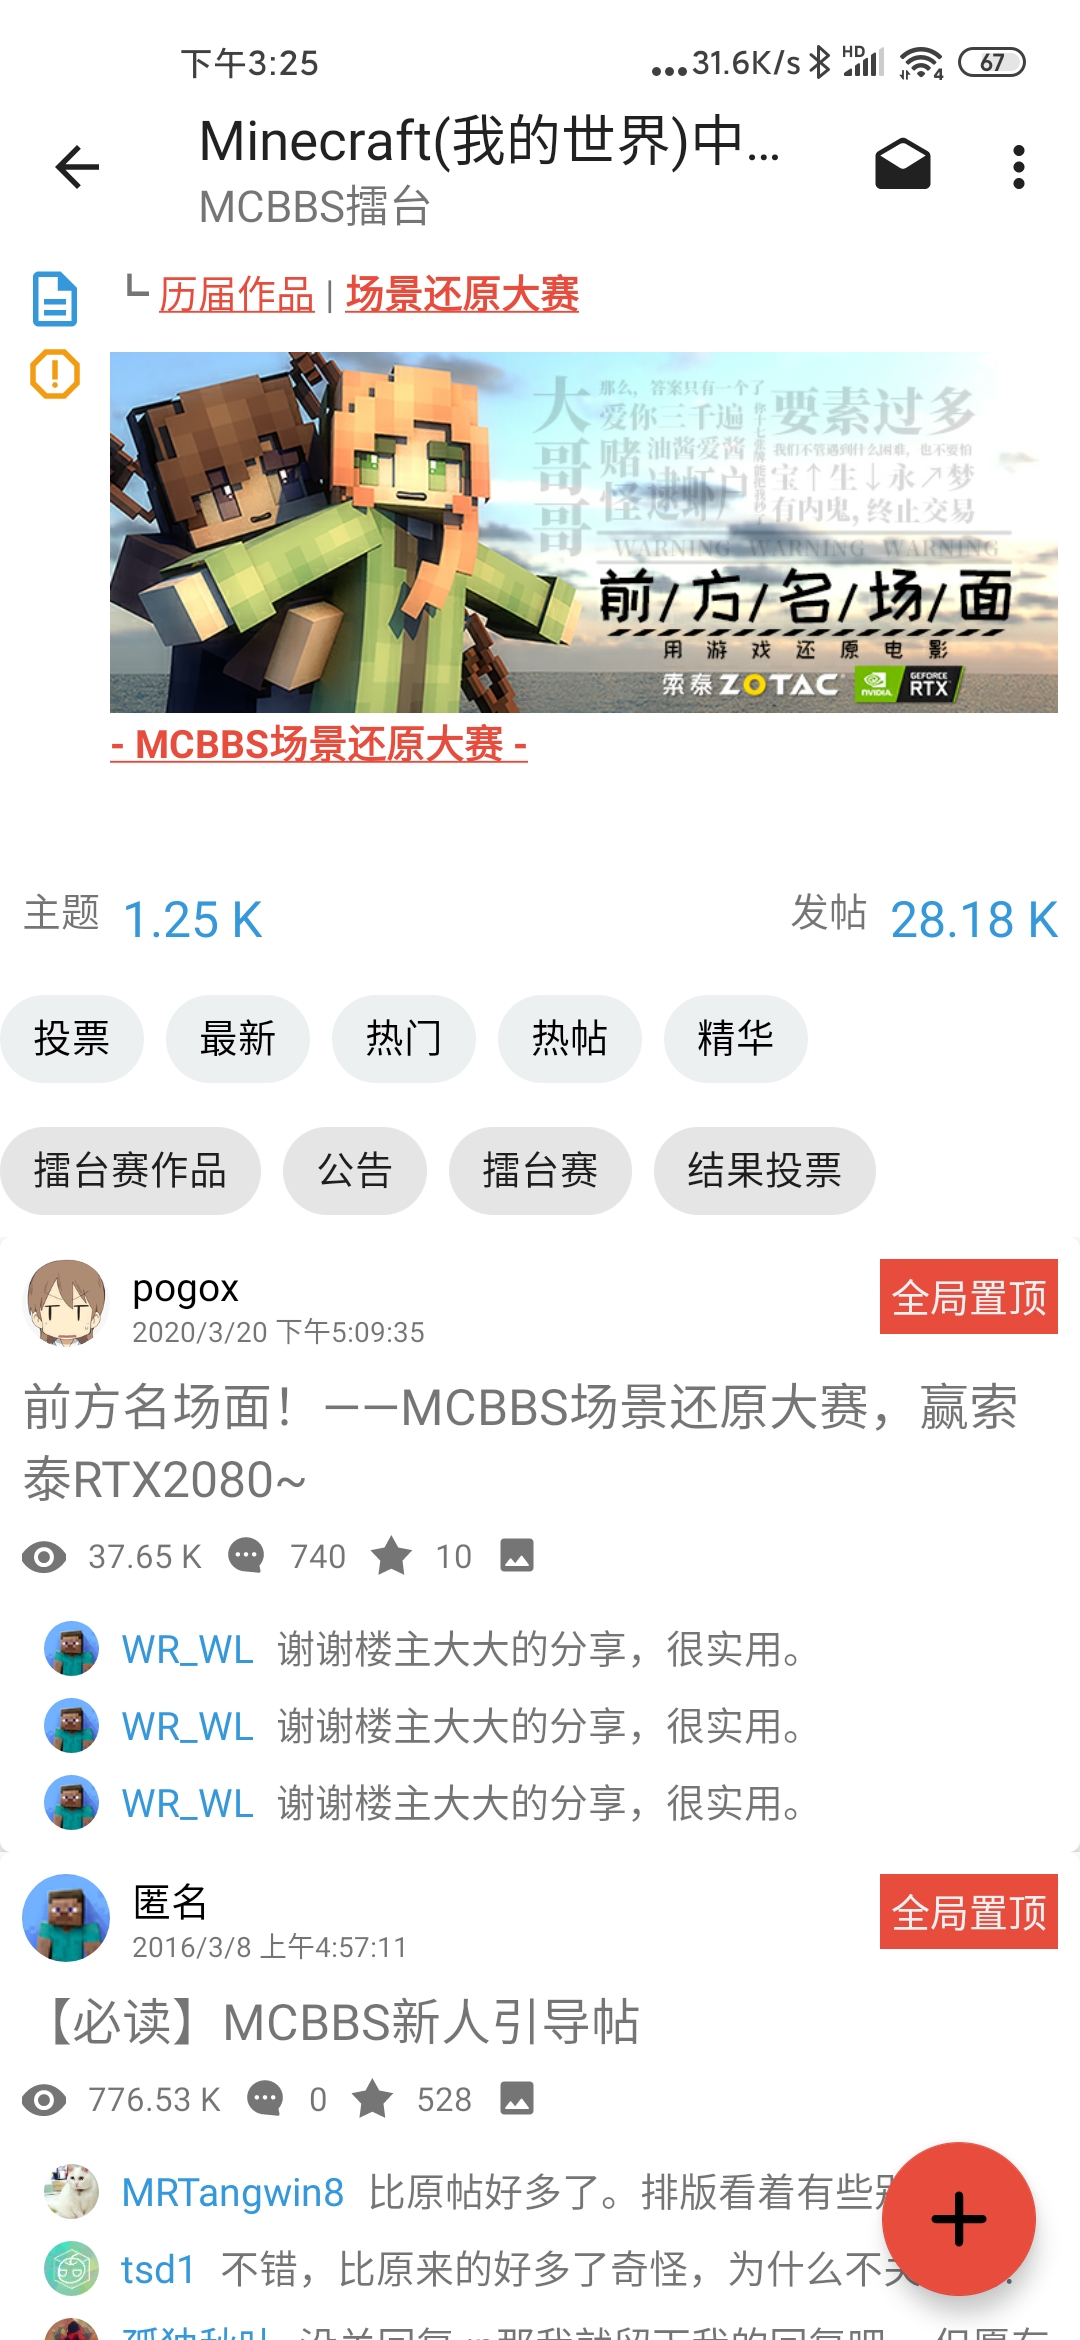 下午3:25
...31.6K/s HD 4 67
Minecraft(我的世界)中...
MCBBS擂台
┗ 历届作品 | 场景还原大赛
大哥哥
那么，答案只有一个了
爱你三千遍
赌怪
油酱爱酱
逮虾户
要素过多
我们不管遇到什么困难，也不要怕
宝↑生↓永↗梦
有内鬼,终止交易
WARNING WARNING WARNING
前/方/名/场/面
用游戏还原电影
索泰 ZOTAC NVIDIA GEFORCE RTX
- MCBBS场景还原大赛 -
主题 1.25 K 发帖 28.18 K
投票 最新 热门 热帖 精华
擂台赛作品 公告 擂台赛 结果投票
pogox 全局置顶
2020/3/20 下午5:09:35
前方名场面！——MCBBS场景还原大赛，赢索
泰RTX2080~
37.65 K 740 10
WR_WL 谢谢楼主大大的分享，很实用。
WR_WL 谢谢楼主大大的分享，很实用。
WR_WL 谢谢楼主大大的分享，很实用。
匿名 全局置顶
2016/3/8 上午4:57:11
【必读】MCBBS新人引导帖
776.53 K 0 528
MRTangwin8 比原帖好多了。排版看着有些
tsd1 不错，比原来的好多了奇怪，为什么不